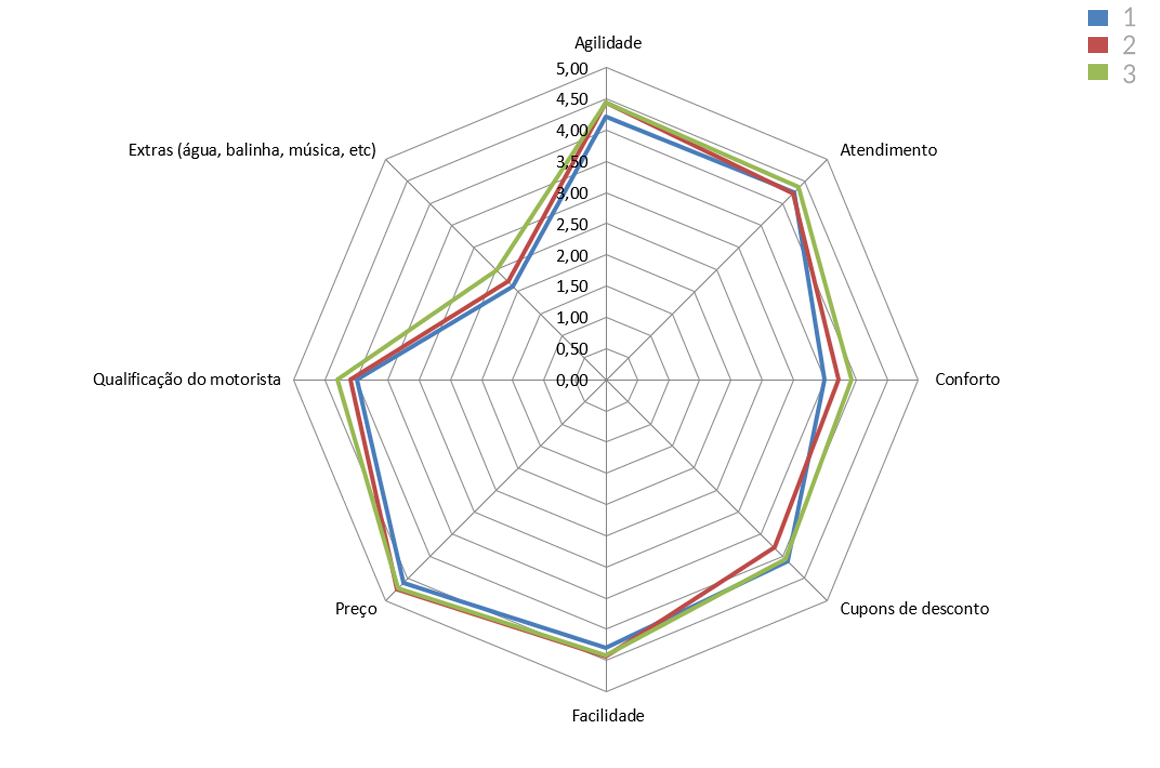 1
2
3
Agilidade
5,00
4,50
4,00
3,50
3,00
2,50
2,00
1,50
1,00
0,50
0,00
Extras (água, balinha, música, etc)
Atendimento
Qualificação do motorista
Conforto
Preço
Cupons de desconto
Facilidade